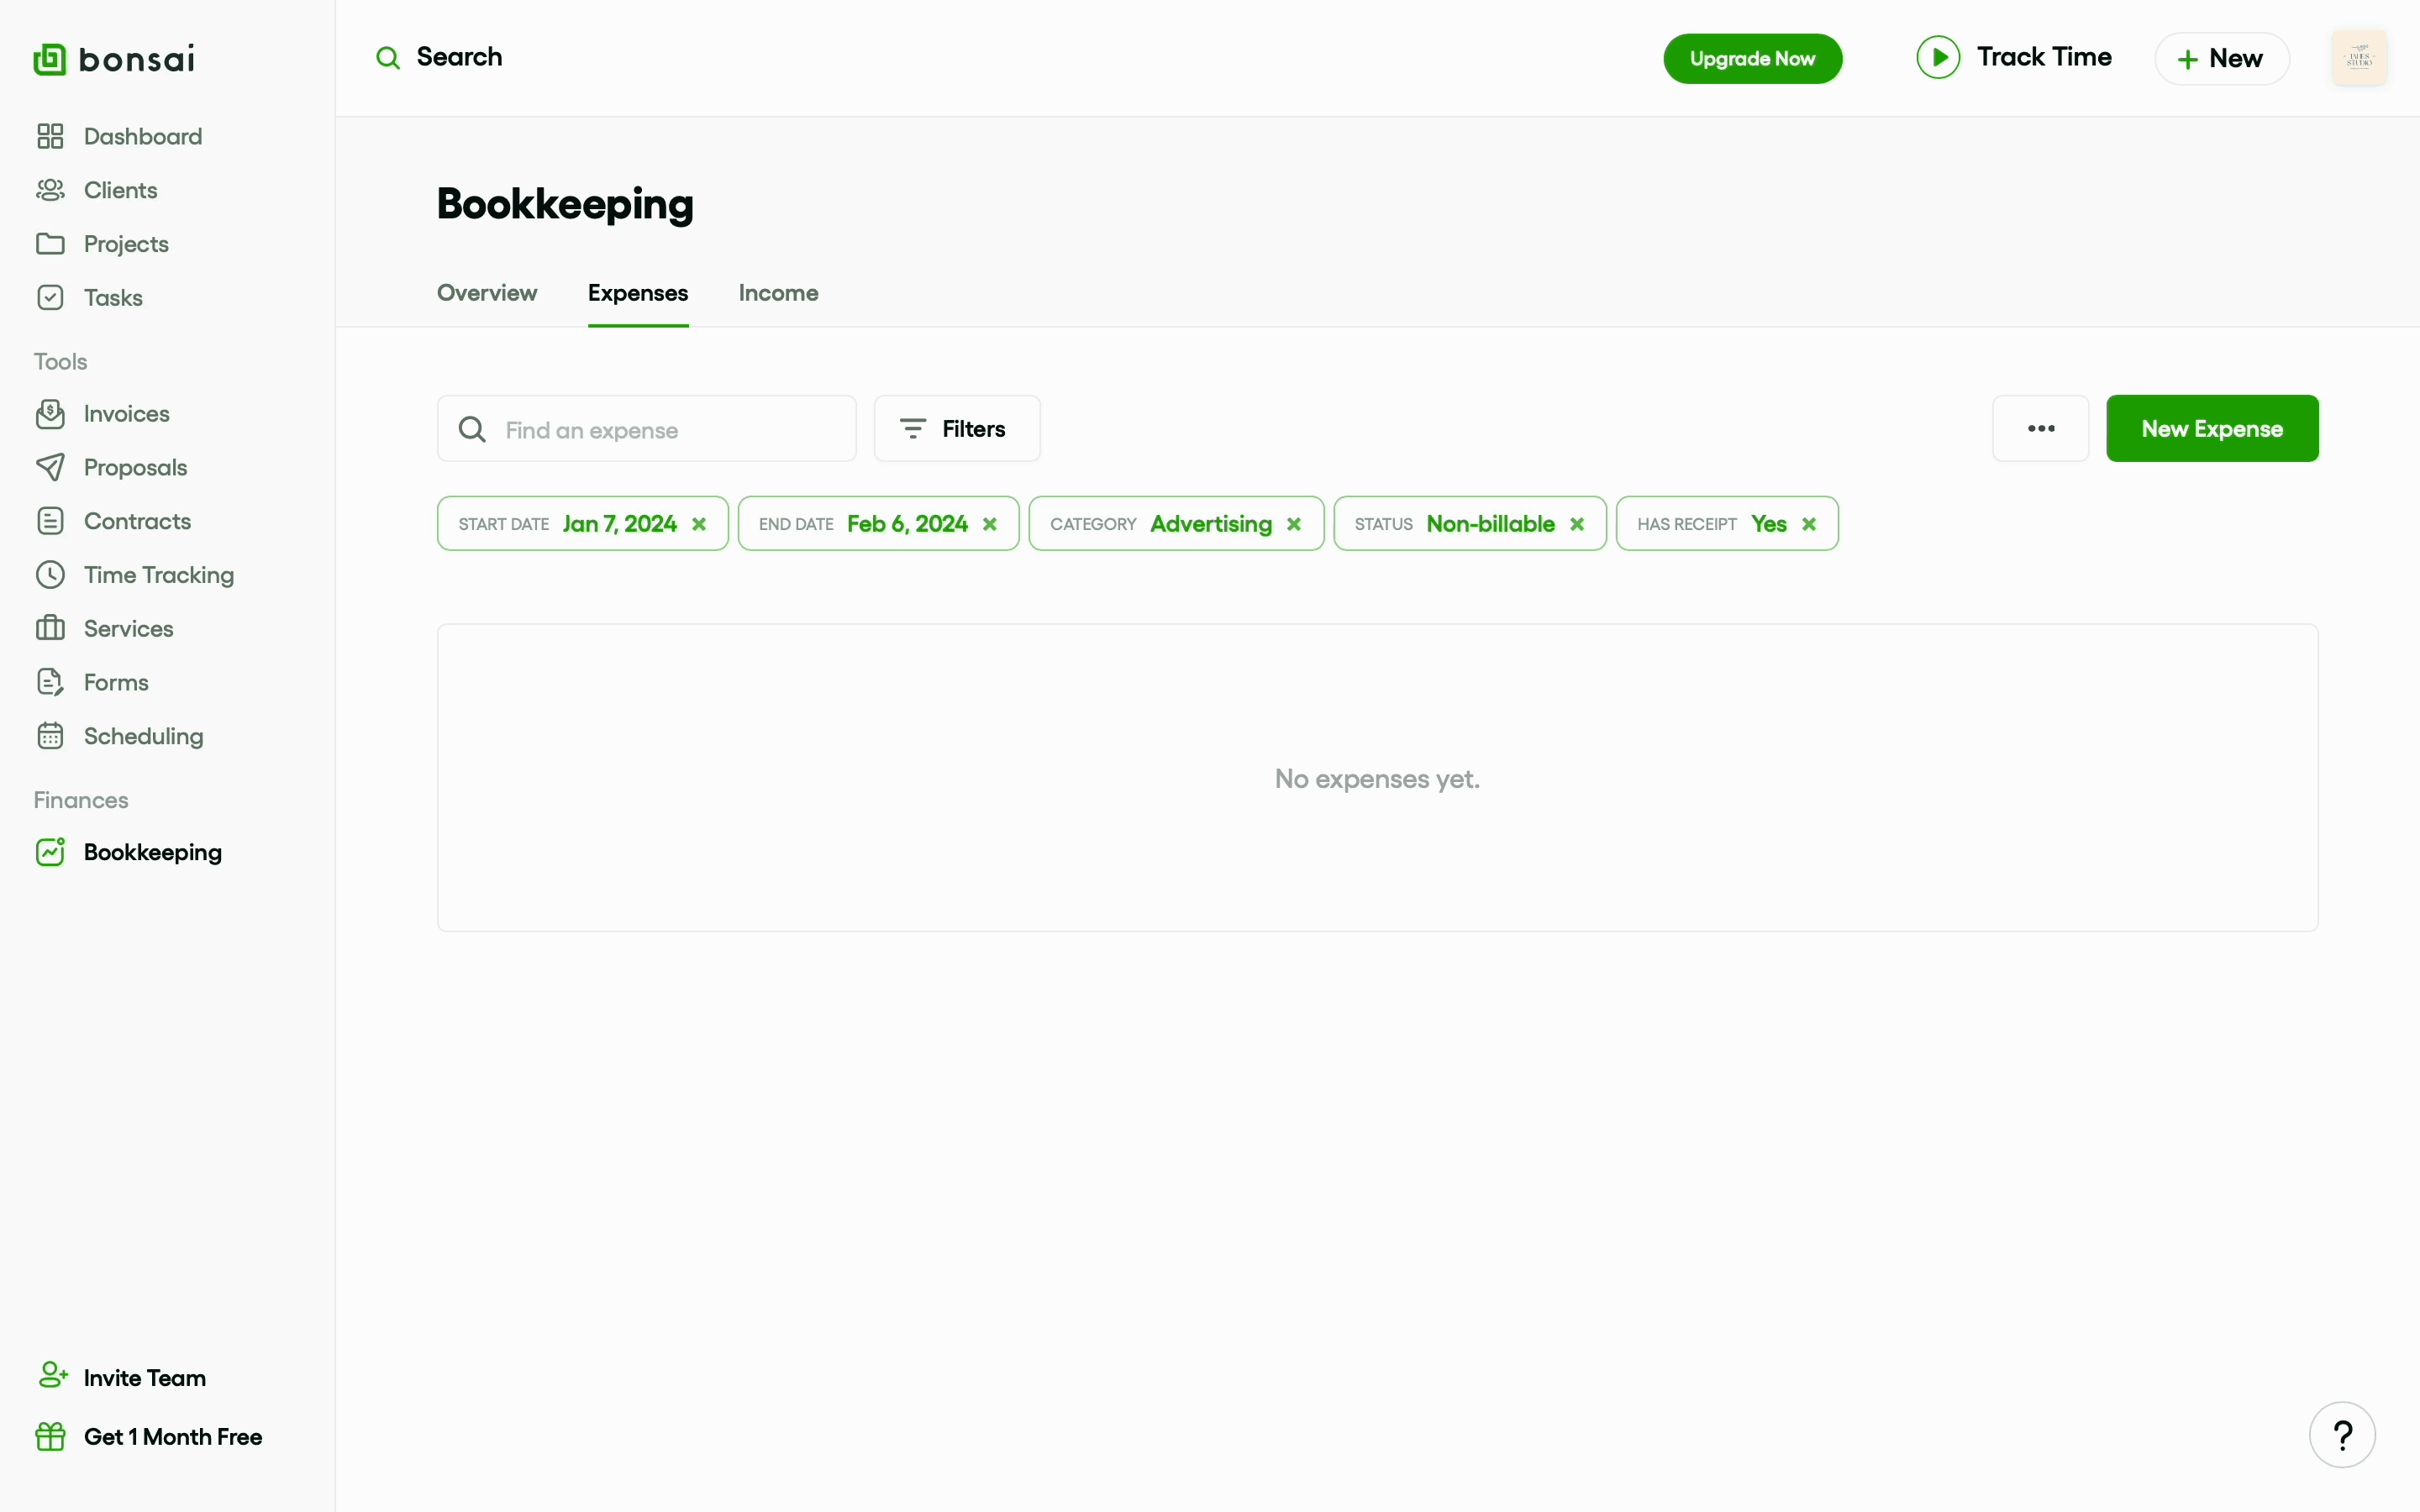 bonsai
Search
Upgrade Now
Track Time
New
JAMES
STUDIO
Dashboard
Clients
Projects
Tasks
Tools
Invoices
Proposals
Contracts
Time Tracking
Services
Forms
Scheduling
Finances
Bookkeeping
Invite Team
Get 1 Month Free
Bookkeeping
Overview Expenses Income
Find an expense
Filters
New Expense
START DATE Jan 7, 2024 END DATE Feb 6, 2024 CATEGORY Advertising STATUS Non-billable HAS RECEIPT Yes
No expenses yet.
?